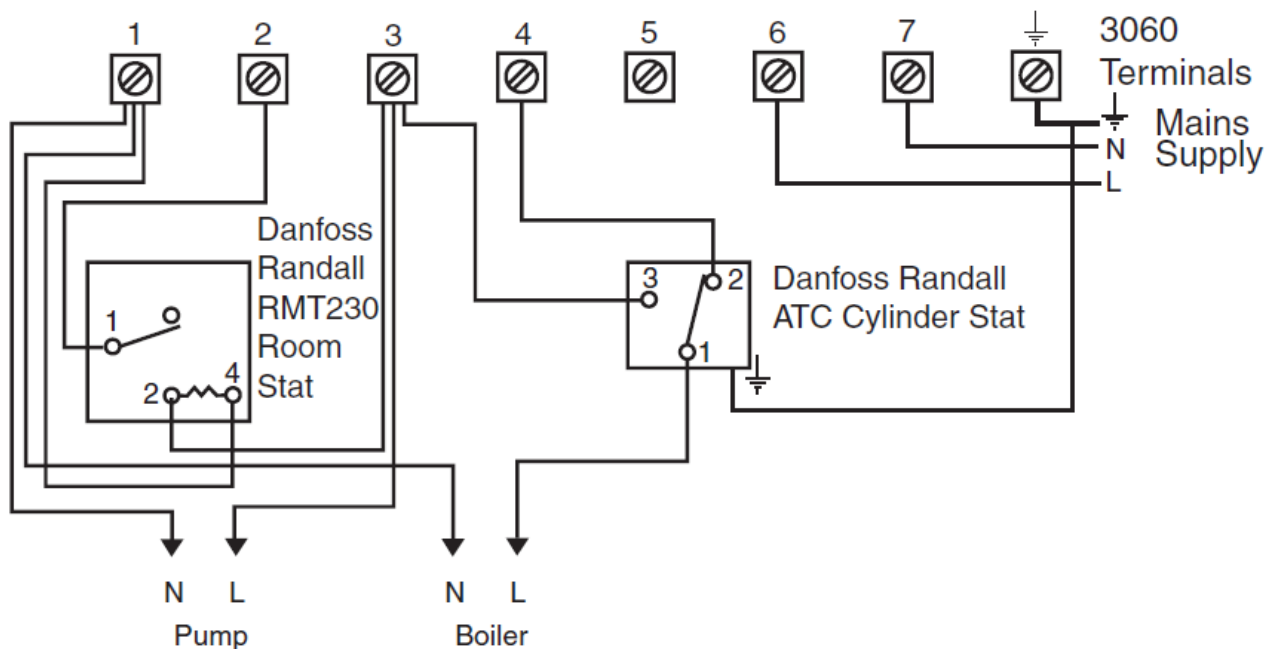 1 2 3 4 5 6 7 3060
Terminals
Mains
Supply
N
L
Danfoss
Randall
RMT230
Room
Stat
1
2 4
3 2
1
Danfoss Randall
ATC Cylinder Stat
N L N L
Pump Boiler